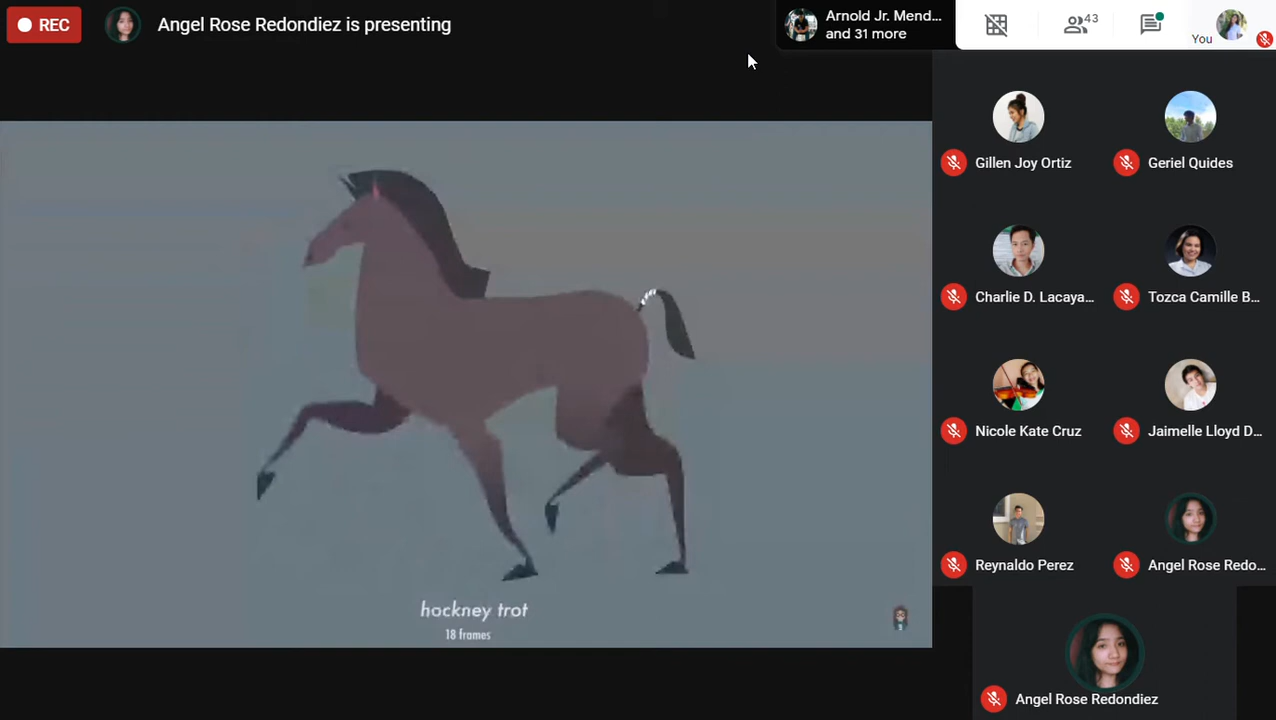 REC
Angel Rose Redondiez is presenting
Arnold Jr. Mend...
and 31 more
43
You
Gillen Joy Ortiz
Geriel Quides
Charlie D. Lacaya...
Tozca Camille B...
Nicole Kate Cruz
Jaimelle Lloyd D...
Reynaldo Perez
Angel Rose Redo...
Angel Rose Redondiez
hackney trot
18 frames